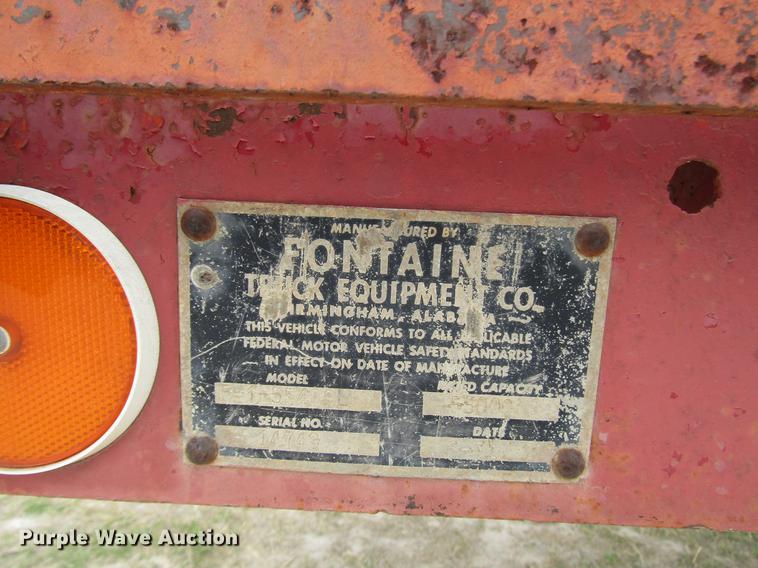 MANUFACTURED BY
FONTAINE
TRUCK EQUIPMENT CO.
BIRMINGHAM, ALABAMA
THIS VEHICLE CONFORMS TO ALL APPLICABLE
FEDERAL MOTOR VEHICLE SAFETY STANDARDS
IN EFFECT ON DATE OF MANUFACTURE
MODEL RATED CAPACITY
SERIAL NO. DATE
Purple Wave Auction